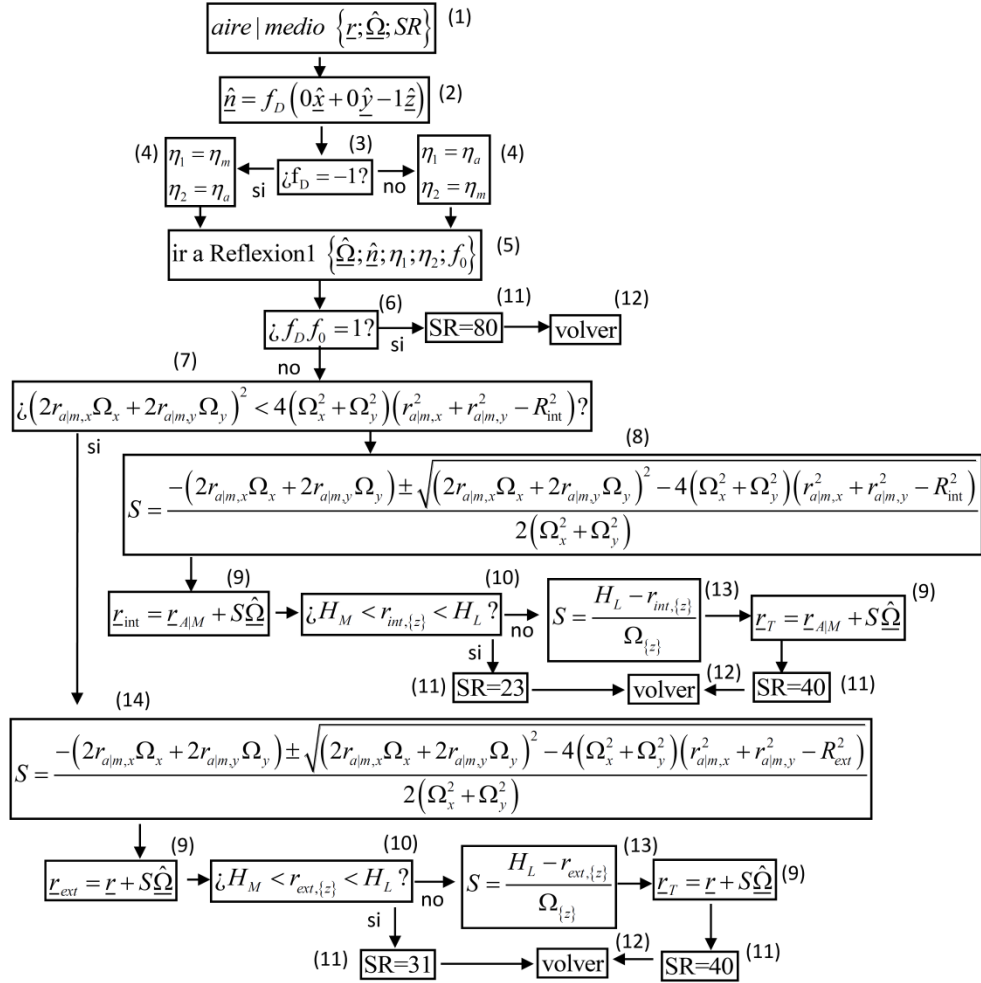 aire | medio {r; Ω̂; SR} (1)
n̂ = f_D (0x̂ + 0ŷ − 1ẑ) (2)
(3)
(4) η₁ = η_m
η₂ = η_a
si
¿f_D = −1?
no
η₁ = η_a (4)
η₂ = η_m
ir a Reflexion1 {Ω̂; n̂; η₁; η₂; f₀} (5)
(6) (11) (12)
¿f_D f₀ = 1? si SR=80 volver
(7) no
¿(2r_{a|m,x}Ω_x + 2r_{a|m,y}Ω_y)² < 4(Ω_x² + Ω_y²)(r²_{a|m,x} + r²_{a|m,y} − R²_int)?
si (8)
S = [−(2r_{a|m,x}Ω_x + 2r_{a|m,y}Ω_y) ± √((2r_{a|m,x}Ω_x + 2r_{a|m,y}Ω_y)² − 4(Ω_x² + Ω_y²)(r²_{a|m,x} + r²_{a|m,y} − R²_int))] / 2(Ω_x² + Ω_y²)
(9) (10) (13) (9)
r_int = r_{A|M} + SΩ̂ ¿H_M < r_{int,{z}} < H_L? no S = (H_L − r_{int,{z}}) / Ω_{z} r_T = r_{A|M} + SΩ̂
si
(11) SR=23 volver (12) SR=40 (11)
(14)
S = [−(2r_{a|m,x}Ω_x + 2r_{a|m,y}Ω_y) ± √((2r_{a|m,x}Ω_x + 2r_{a|m,y}Ω_y)² − 4(Ω_x² + Ω_y²)(r²_{a|m,x} + r²_{a|m,y} − R²_ext))] / 2(Ω_x² + Ω_y²)
(9) (10) (13)
r_ext = r + SΩ̂ ¿H_M < r_{ext,{z}} < H_L? no S = (H_L − r_{ext,{z}}) / Ω_{z} r_T = r + SΩ̂ (9)
si
(11) SR=31 volver (12) SR=40 (11)